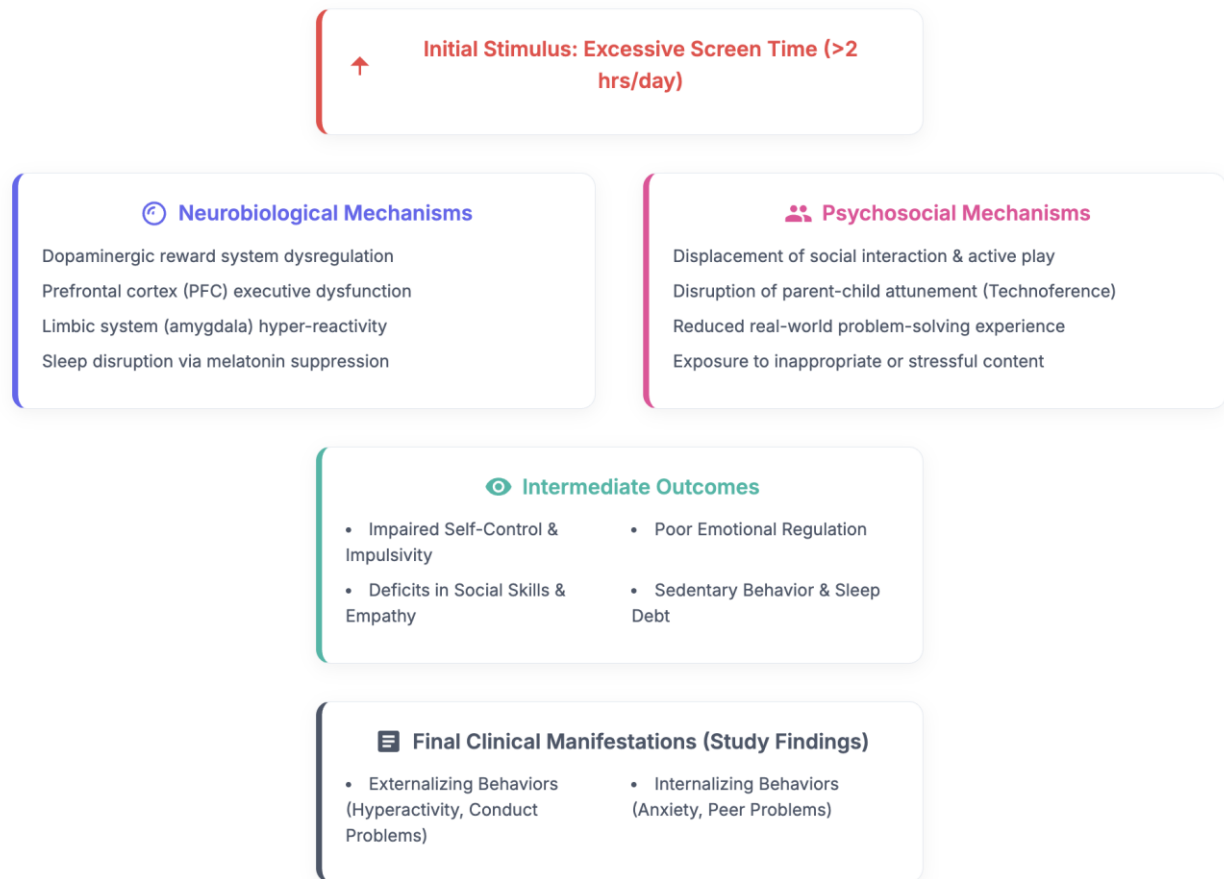 Initial Stimulus: Excessive Screen Time (>2
hrs/day)
Neurobiological Mechanisms
Dopaminergic reward system dysregulation
Prefrontal cortex (PFC) executive dysfunction
Limbic system (amygdala) hyper-reactivity
Sleep disruption via melatonin suppression
Psychosocial Mechanisms
Displacement of social interaction & active play
Disruption of parent-child attunement (Technoference)
Reduced real-world problem-solving experience
Exposure to inappropriate or stressful content
Intermediate Outcomes
• Impaired Self-Control &
Impulsivity
• Poor Emotional Regulation
• Deficits in Social Skills &
Empathy
• Sedentary Behavior & Sleep
Debt
Final Clinical Manifestations (Study Findings)
• Externalizing Behaviors
(Hyperactivity, Conduct
Problems)
• Internalizing Behaviors
(Anxiety, Peer Problems)